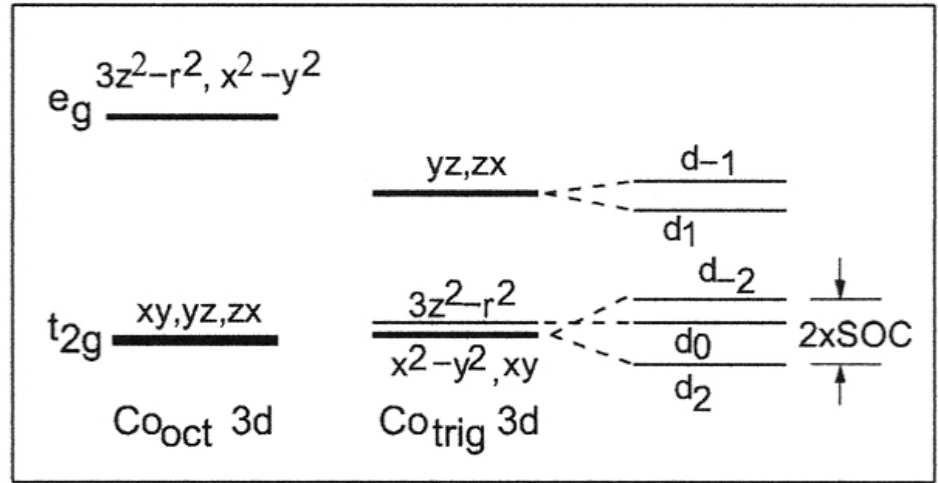 3z²−r², x²−y²
e_g
yz,zx
d−1
d1
d−2
xy,yz,zx
3z²−r²
t_2g
2xSOC
d0
x²−y²,xy
d2
Co_oct 3d
Co_trig 3d